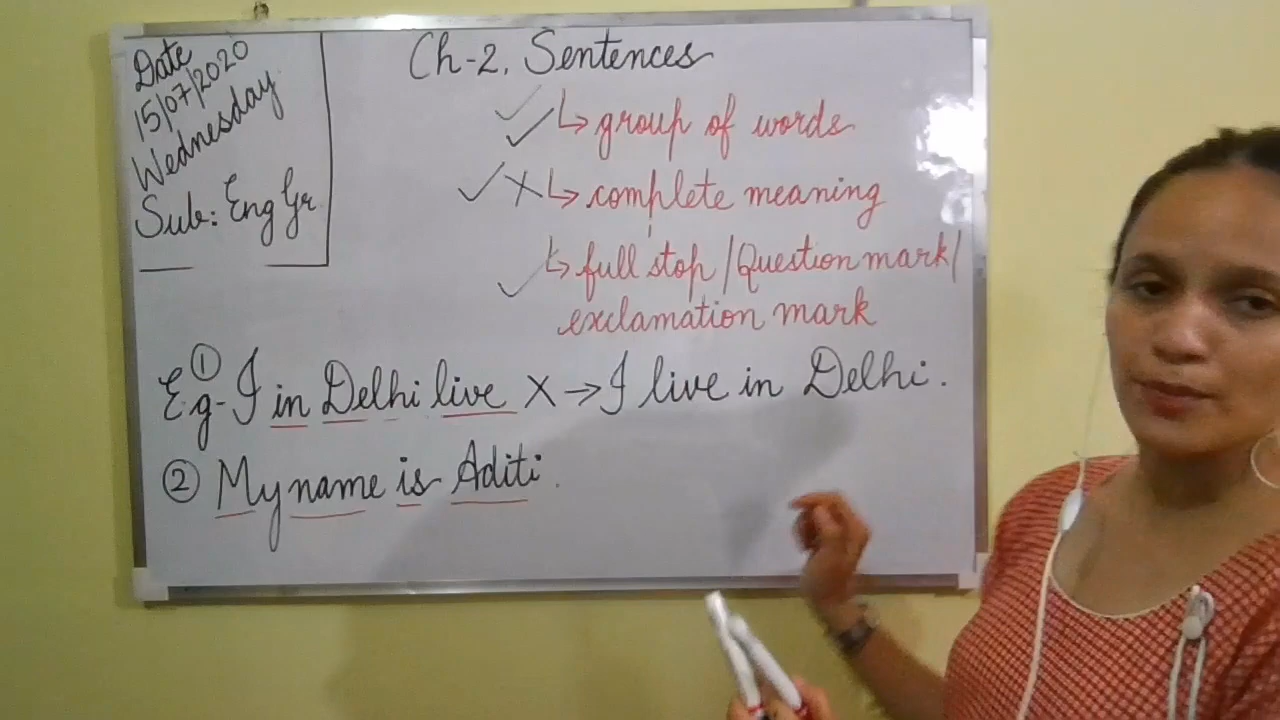 Date
15/07/2020
Wednesday
Sub: Eng Gr
Ch-2. Sentences
✓ ✓ ↳ group of words
✓ X ↳ complete meaning
✓ ↳ full stop/Question mark/
exclamation mark
Eg- ① I in Delhi live X → I live in Delhi.
② My name is Aditi.